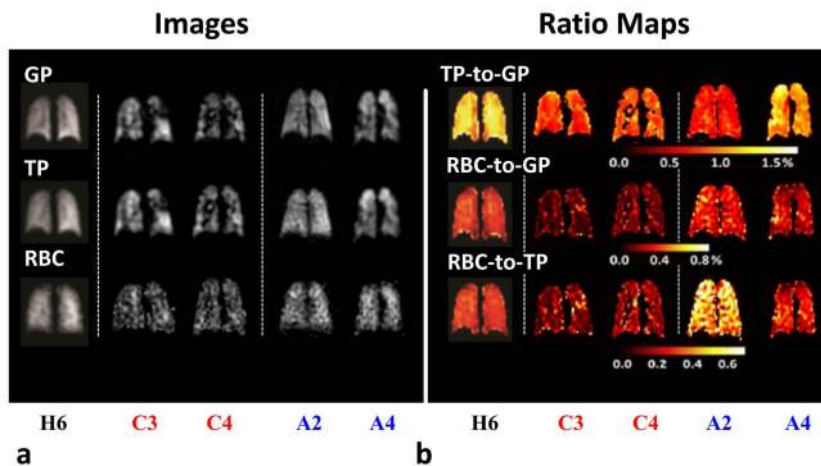 Images
Ratio Maps
GP
TP
RBC
H6 C3 C4 A2 A4
a
TP-to-GP
0.0 0.5 1.0 1.5%
RBC-to-GP
0.0 0.4 0.8%
RBC-to-TP
0.0 0.2 0.4 0.6
H6 C3 C4 A2 A4
b